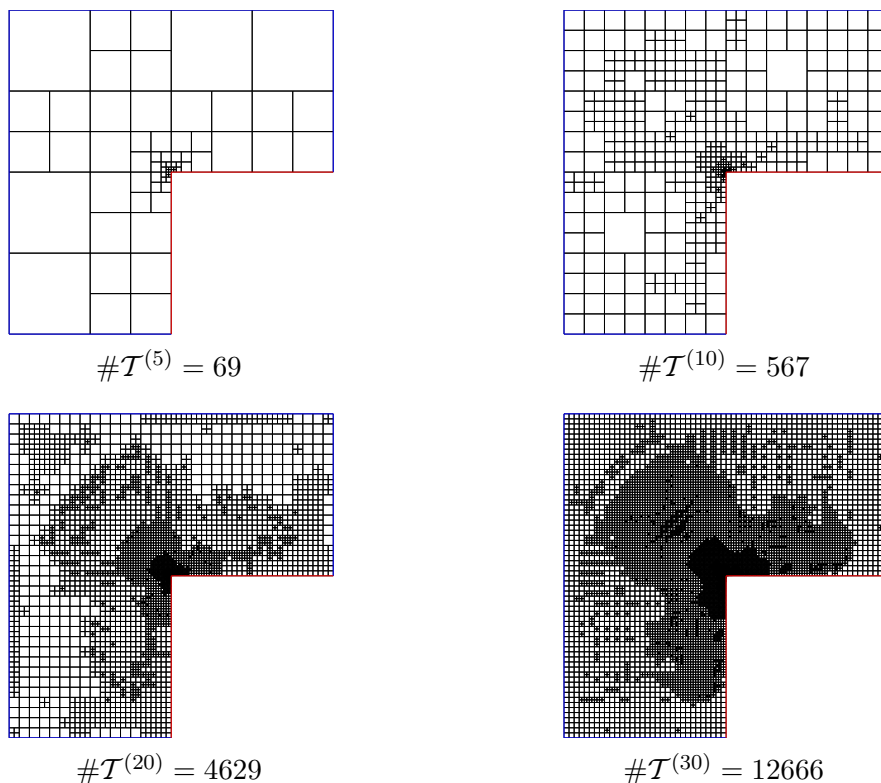 #𝒯^(5) = 69
#𝒯^(10) = 567
#𝒯^(20) = 4629
#𝒯^(30) = 12666